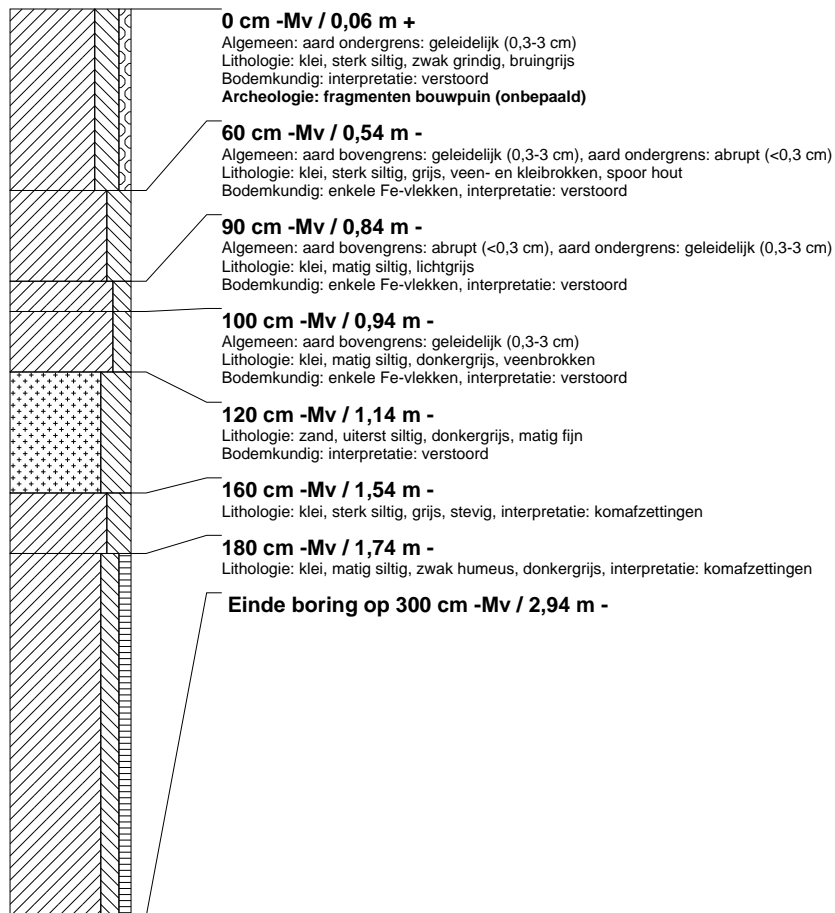 0 cm -Mv / 0,06 m +
Algemeen: aard ondergrens: geleidelijk (0,3-3 cm)
Lithologie: klei, sterk siltig, zwak grindig, bruingrijs
Bodemkundig: interpretatie: verstoord
Archeologie: fragmenten bouwpuin (onbepaald)
60 cm -Mv / 0,54 m -
Algemeen: aard bovengrens: geleidelijk (0,3-3 cm), aard ondergrens: abrupt (<0,3 cm)
Lithologie: klei, sterk siltig, grijs, veen- en kleibrokken, spoor hout
Bodemkundig: enkele Fe-vlekken, interpretatie: verstoord
90 cm -Mv / 0,84 m -
Algemeen: aard bovengrens: abrupt (<0,3 cm), aard ondergrens: geleidelijk (0,3-3 cm)
Lithologie: klei, matig siltig, lichtgrijs
Bodemkundig: enkele Fe-vlekken, interpretatie: verstoord
100 cm -Mv / 0,94 m -
Algemeen: aard bovengrens: geleidelijk (0,3-3 cm)
Lithologie: klei, matig siltig, donkergrijs, veenbrokken
Bodemkundig: enkele Fe-vlekken, interpretatie: verstoord
120 cm -Mv / 1,14 m -
Lithologie: zand, uiterst siltig, donkergrijs, matig fijn
Bodemkundig: interpretatie: verstoord
160 cm -Mv / 1,54 m -
Lithologie: klei, sterk siltig, grijs, stevig, interpretatie: komafzettingen
180 cm -Mv / 1,74 m -
Lithologie: klei, matig siltig, zwak humeus, donkergrijs, interpretatie: komafzettingen
Einde boring op 300 cm -Mv / 2,94 m -